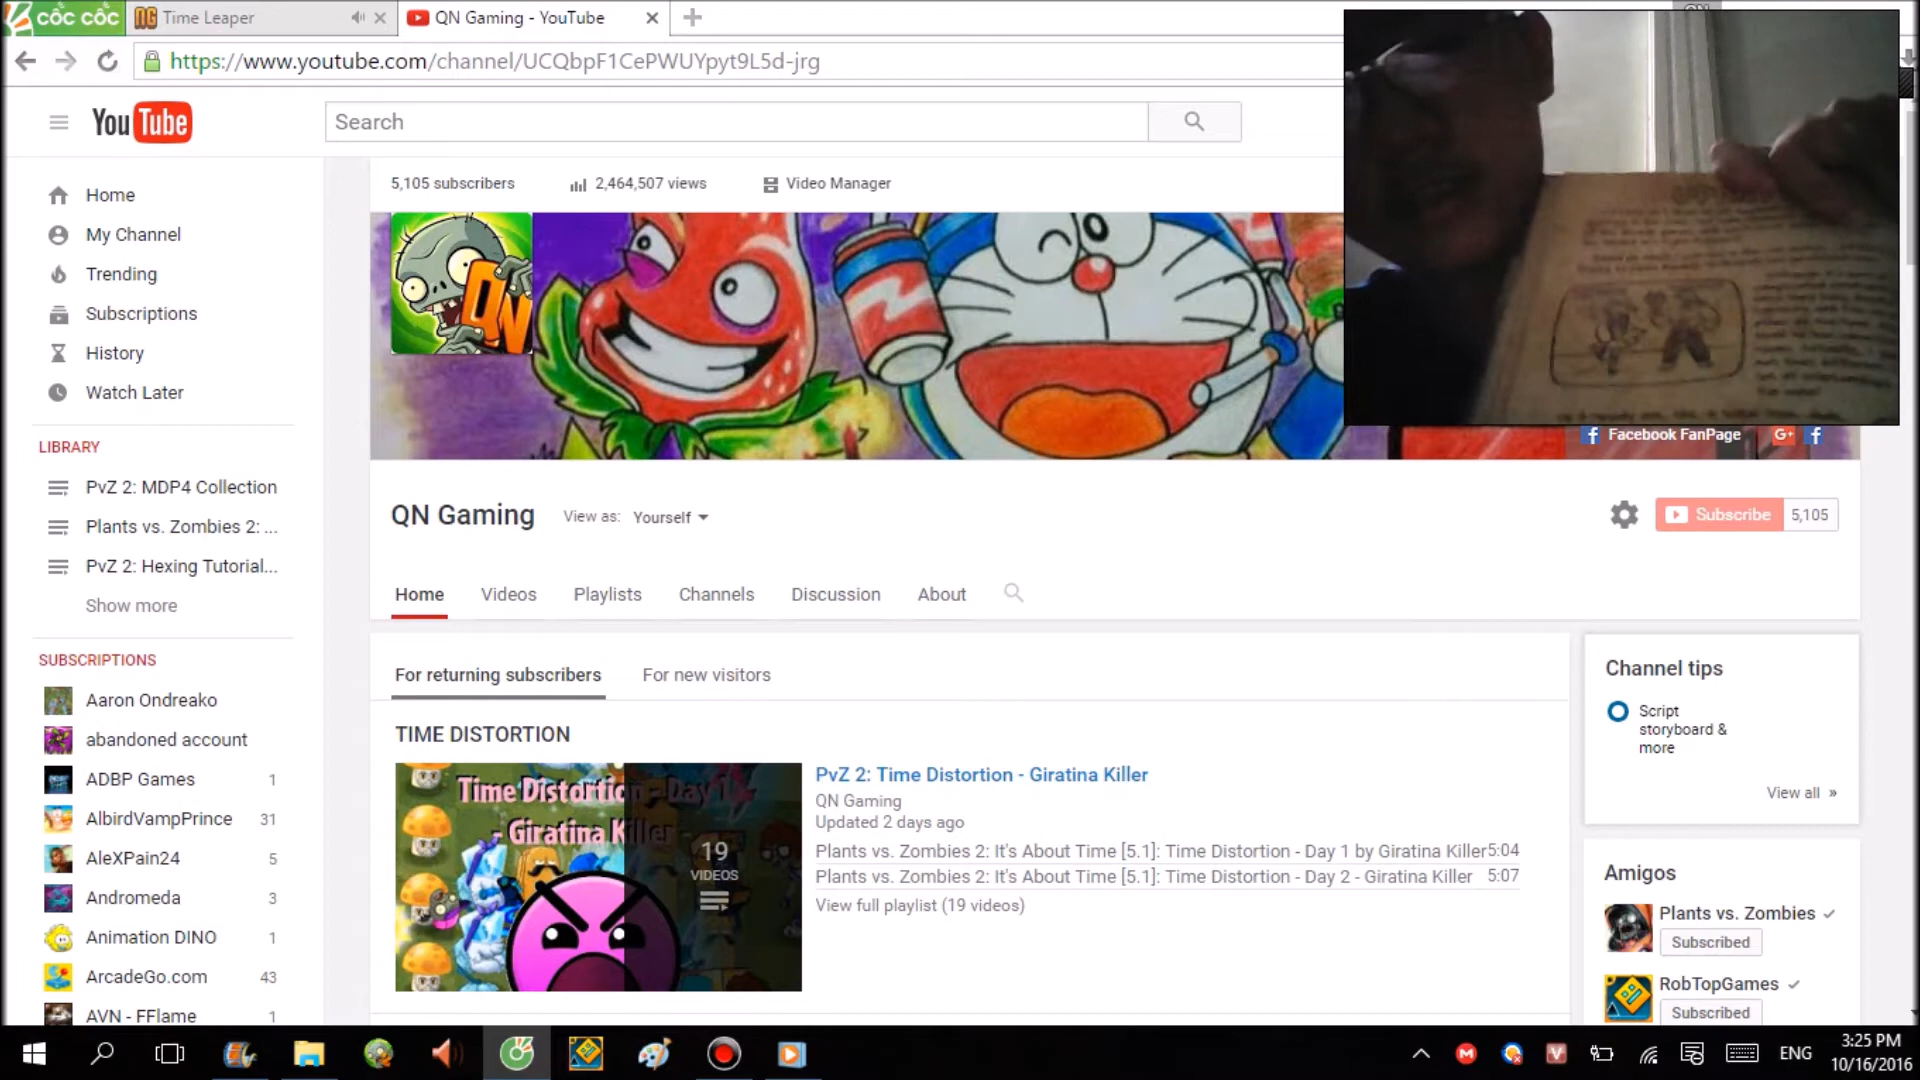 cốc cốc
Time Leaper
QN Gaming - YouTube
https://www.youtube.com/channel/UCQbpF1CePWUYpyt9L5d-jrg
YouTube
Search
5,105 subscribers
2,464,507 views
Video Manager
Home
My Channel
Trending
Subscriptions
History
Watch Later
LIBRARY
PvZ 2: MDP4 Collection
Plants vs. Zombies 2: ...
PvZ 2: Hexing Tutorial...
Show more
SUBSCRIPTIONS
Aaron Ondreako
abandoned account
ADBP Games 1
AlbirdVampPrince 31
AleXPain24 5
Andromeda 3
Animation DINO 1
ArcadeGo.com 43
AVN - FFlame 1
QN
Facebook FanPage
G+
QN Gaming
View as: Yourself
Subscribe 5,105
Home
Videos
Playlists
Channels
Discussion
About
For returning subscribers
For new visitors
TIME DISTORTION
Time Distortion - Day 1
- Giratina Killer -
19
VIDEOS
PvZ 2: Time Distortion - Giratina Killer
QN Gaming
Updated 2 days ago
Plants vs. Zombies 2: It's About Time [5.1]: Time Distortion - Day 1 by Giratina Killer 5:04
Plants vs. Zombies 2: It's About Time [5.1]: Time Distortion - Day 2 - Giratina Killer 5:07
View full playlist (19 videos)
Channel tips
Script
storyboard &
more
View all »
Amigos
Plants vs. Zombies
Subscribed
RobTopGames
Subscribed
ENG
3:25 PM
10/16/2016